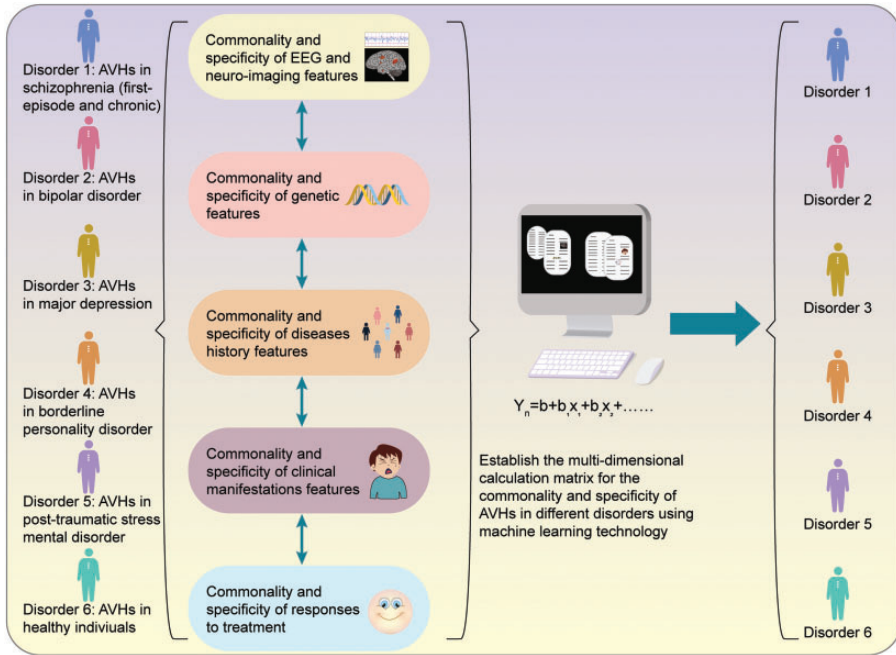 Disorder 1: AVHs in
schizophrenia (first-
episode and chronic)
Disorder 2: AVHs
in bipolar disorder
Disorder 3: AVHs
in major depression
Disorder 4: AVHs
in borderline
personality disorder
Disorder 5: AVHs in
post-traumatic stress
mental disorder
Disorder 6: AVHs in
healthy indiviuals
Commonality and
specificity of EEG and
neuro-imaging features
Commonality and
specificity of genetic
features
Commonality and
specificity of diseases
history features
Commonality and
specificity of clinical
manifestations features
Commonality and
specificity of responses
to treatment
Yₙ=b+b₁x₁+b₂x₂+......
Establish the multi-dimensional
calculation matrix for the
commonality and specificity of
AVHs in different disorders using
machine learning technology
Disorder 1
Disorder 2
Disorder 3
Disorder 4
Disorder 5
Disorder 6